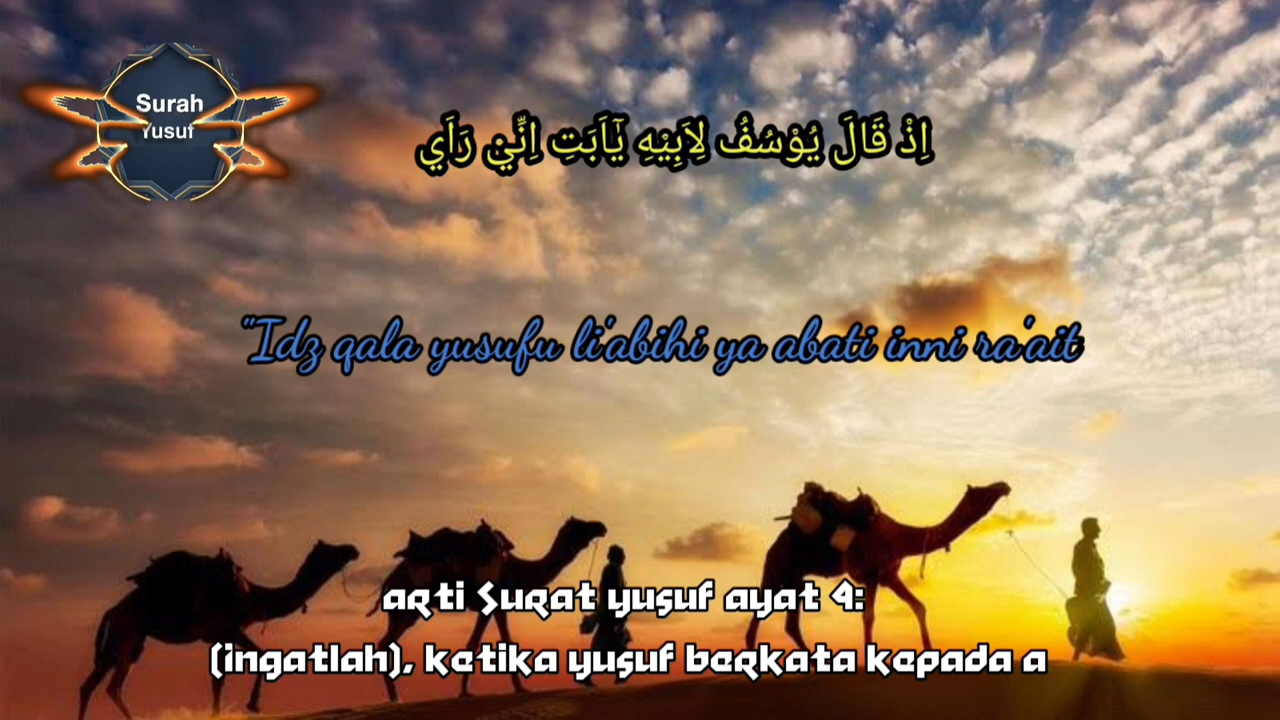 Surah
Yusuf
اِذْ قَالَ يُوْسُفُ لِاَبِيْهِ يٰٓاَبَتِ اِنِّيْ رَاَي
"Idz qala yusufu li'abihi ya abati inni ra'ait
arti Surat yusuf ayat 4:
(ingatlah), ketika yusuf berkata kepada a